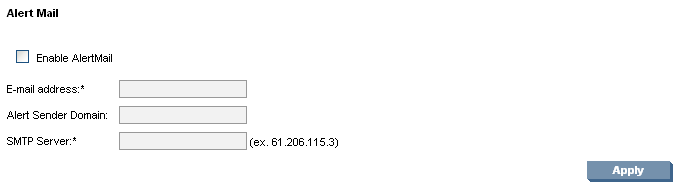 Alert Mail
Enable AlertMail
E-mail address:*
Alert Sender Domain:
SMTP Server:* (ex. 61.206.115.3)
Apply